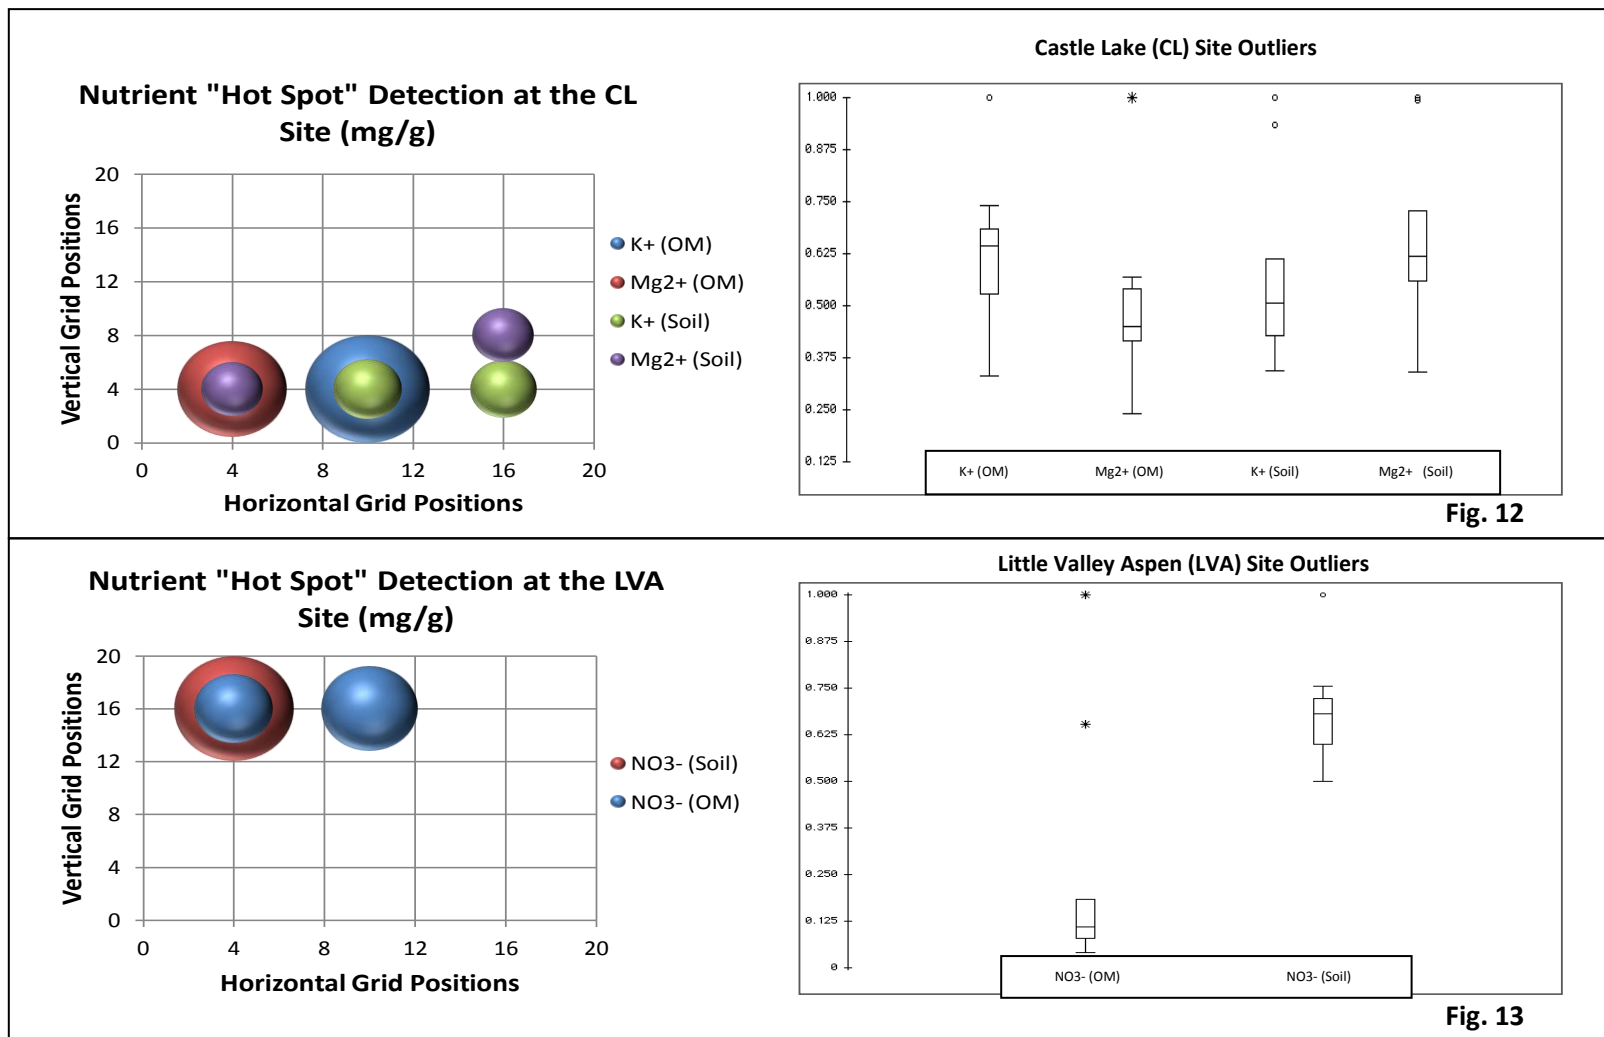 Nutrient "Hot Spot" Detection at the CL
Site (mg/g)
20
16
12
8
4
0
0 4 8 12 16 20
Vertical Grid Positions
Horizontal Grid Positions
K+ (OM)
Mg2+ (OM)
K+ (Soil)
Mg2+ (Soil)
Castle Lake (CL) Site Outliers
1.000
0.875
0.750
0.625
0.500
0.375
0.250
0.125
K+ (OM) Mg2+ (OM) K+ (Soil) Mg2+ (Soil)
Fig. 12
Nutrient "Hot Spot" Detection at the LVA
Site (mg/g)
20
16
12
8
4
0
0 4 8 12 16 20
Vertical Grid Positions
Horizontal Grid Positions
NO3- (Soil)
NO3- (OM)
Little Valley Aspen (LVA) Site Outliers
1.000
0.875
0.750
0.625
0.500
0.375
0.250
0.125
0
NO3- (OM) NO3- (Soil)
Fig. 13